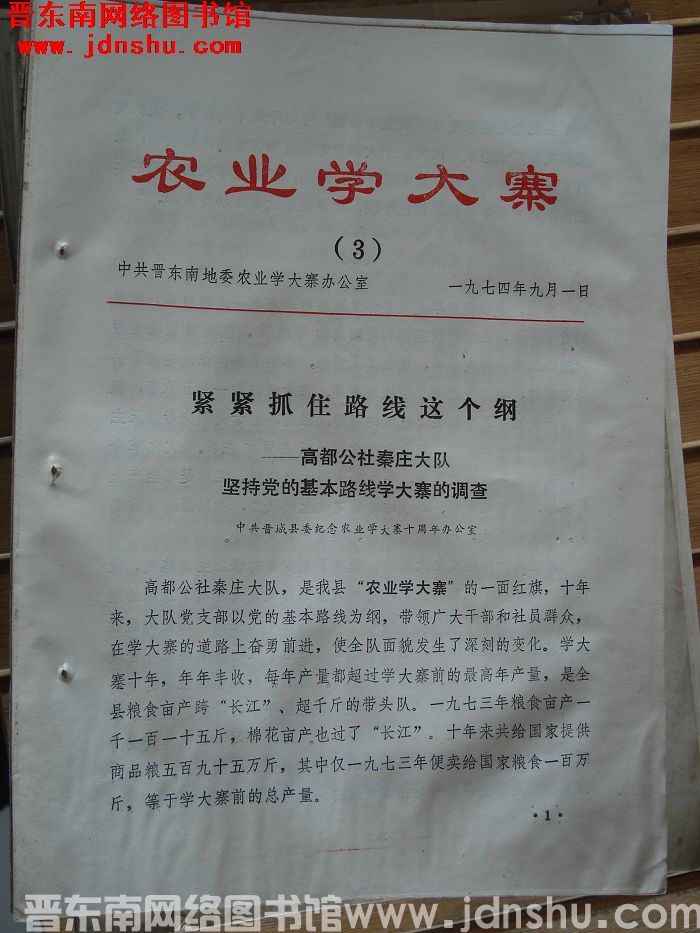 晋东南网络图书馆
www.jdnshu.com
农业学大寨
（3）
中共晋东南地委农业学大寨办公室 一九七四年九月一日
紧紧抓住路线这个纲
——高都公社秦庄大队
坚持党的基本路线学大寨的调查
中共晋城县委纪念农业学大寨十周年办公室
高都公社秦庄大队，是我县“农业学大寨”的一面红旗，十年
来，大队党支部以党的基本路线为纲，带领广大干部和社员群众，
在学大寨的道路上奋勇前进，使全队面貌发生了深刻的变化。学大
寨十年，年年丰收，每年产量都超过学大寨前的最高年产量，是全
县粮食亩产跨“长江”、超千斤的带头队。一九七三年粮食亩产一
千一百一十五斤，棉花亩产也过了“长江”。十年来共给国家提供
商品粮五百九十五万斤，其中仅一九七三年便卖给国家粮食一百万
斤，等于学大寨前的总产量。
·1·
晋东南网络图书馆www.jdnshu.com